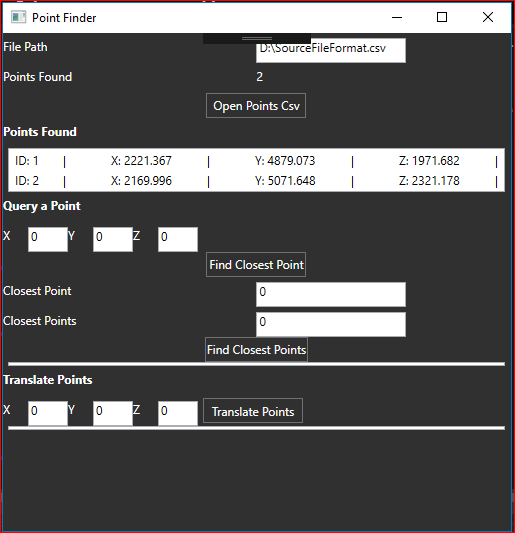 Point Finder
File Path D:\SourceFileFormat.csv
Points Found 2
Open Points Csv
Points Found
ID: 1 | X: 2221.367 | Y: 4879.073 | Z: 1971.682 |
ID: 2 | X: 2169.996 | Y: 5071.648 | Z: 2321.178 |
Query a Point
X 0 Y 0 Z 0
Find Closest Point
Closest Point 0
Closest Points 0
Find Closest Points
Translate Points
X 0 Y 0 Z 0 Translate Points